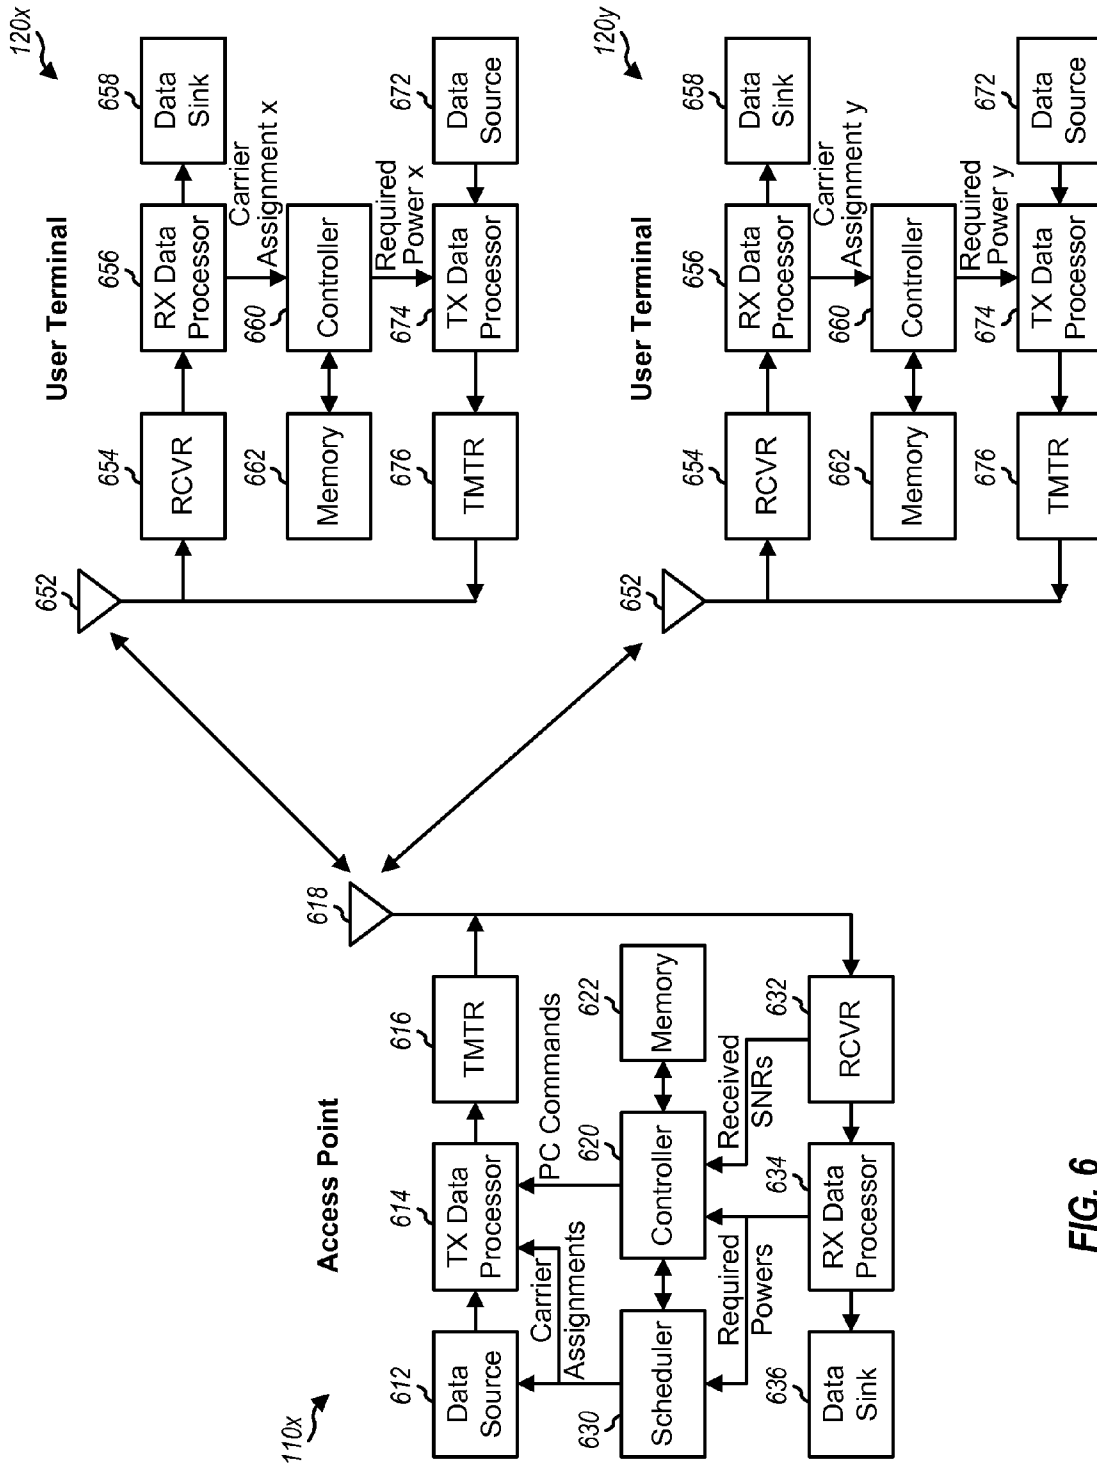 110x
Access Point
612
Data
Source
614
TX Data
Processor
616
TMTR
618
Carrier
Assignments
PC Commands
630
Scheduler
620
Controller
622
Memory
Required
Powers
Received
SNRs
636
Data
Sink
634
RX Data
Processor
632
RCVR
User Terminal
120x
652
654
RCVR
656
RX Data
Processor
658
Data
Sink
Carrier
Assignment x
662
Memory
660
Controller
Required
Power x
676
TMTR
674
TX Data
Processor
672
Data
Source
User Terminal
120y
652
654
RCVR
656
RX Data
Processor
658
Data
Sink
Carrier
Assignment y
662
Memory
660
Controller
Required
Power y
676
TMTR
674
TX Data
Processor
672
Data
Source
FIG. 6